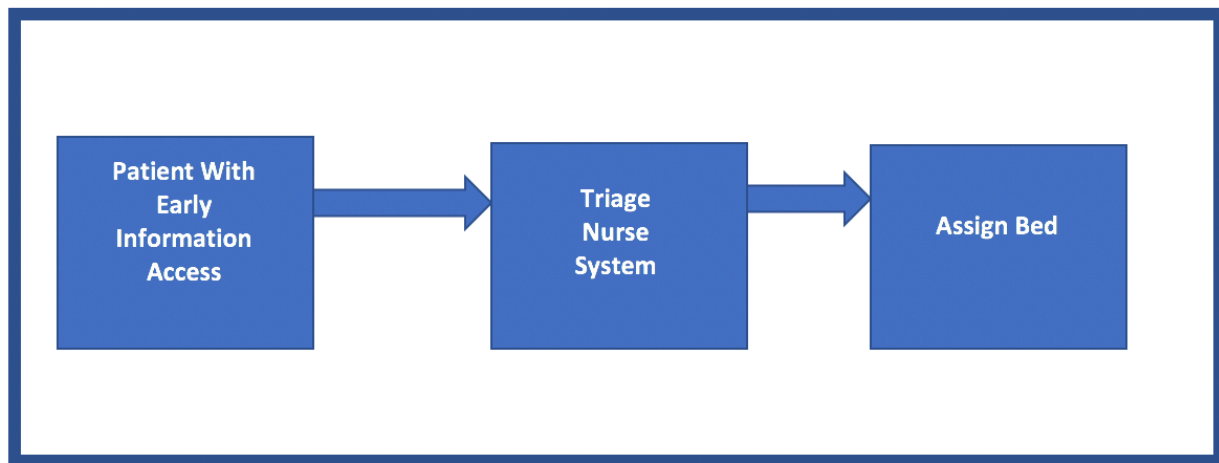 Patient With
Early
Information
Access
Triage
Nurse
System
Assign Bed